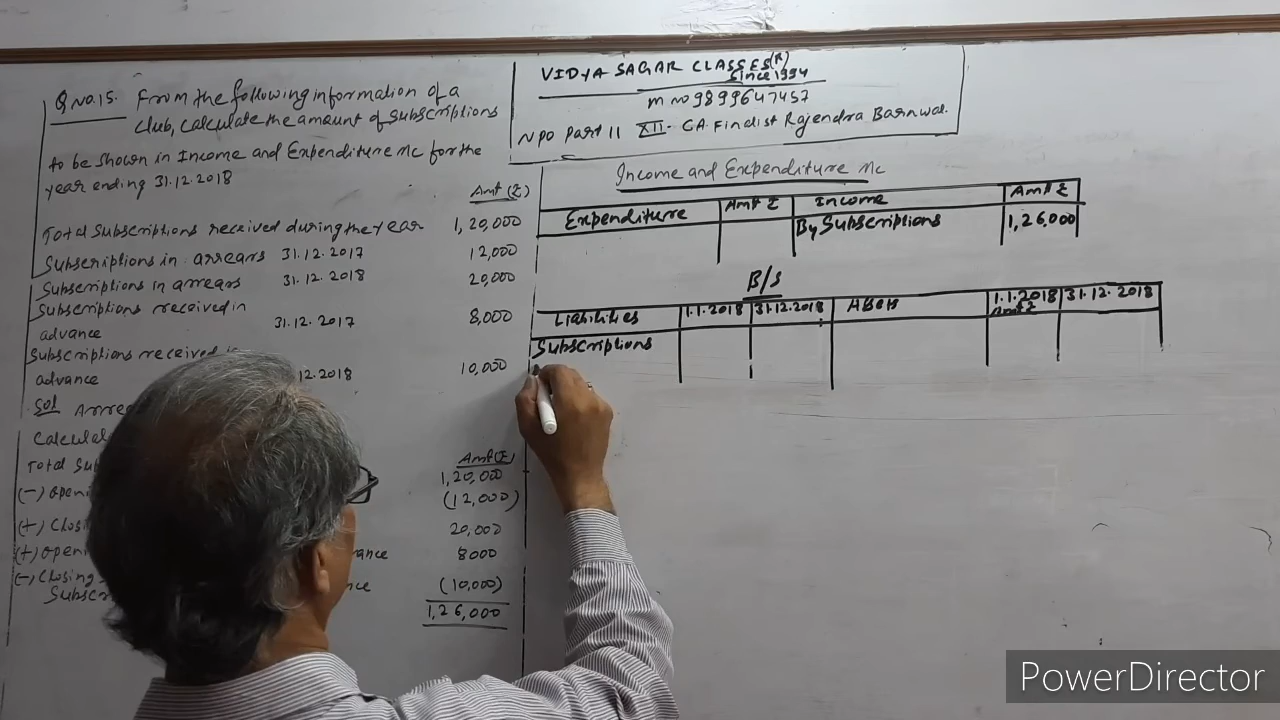 Q No.15. From the following information of a
club, calculate the amount of subscriptions
to be shown in Income and Expenditure A/c for the
year ending 31.12.2018
Amt (₹)
Total subscriptions received during the year 1,20,000
Subscriptions in arrears 31.12.2017 12,000
Subscriptions in arrears 31.12.2018 20,000
Subscriptions received in
advance 31.12.2017 8,000
Subscriptions received
advance 12.2018 10,000
Sol
Amt (₹)
Total 1,20,000
(-) (12,000)
(+) 20,000
(+) 8000
(-) Closing (10,000)
1,26,000
VIDYA SAGAR CLASSES (R)
Since 1994
m no 9899647457
NPO Part 11 XII - CA. Findist Rajendra Barnwal.
Income and Expenditure A/c
Expenditure Amt ₹ Income Amt ₹
By Subscriptions 1,26,000
B/S
Liabilities 1.1.2018 31.12.2018 Assets 1.1.2018 31.12.2018
Amt ₹
Subscriptions
PowerDirector